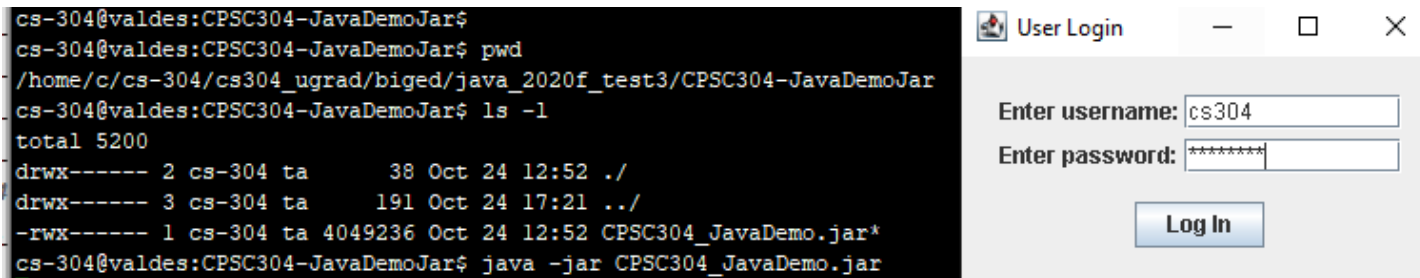 cs-304@valdes:CPSC304-JavaDemoJar$
cs-304@valdes:CPSC304-JavaDemoJar$ pwd
/home/c/cs-304/cs304_ugrad/biged/java_2020f_test3/CPSC304-JavaDemoJar
cs-304@valdes:CPSC304-JavaDemoJar$ ls -l
total 5200
drwx------ 2 cs-304 ta      38 Oct 24 12:52 ./
drwx------ 3 cs-304 ta     191 Oct 24 17:21 ../
-rwx------ 1 cs-304 ta 4049236 Oct 24 12:52 CPSC304_JavaDemo.jar*
cs-304@valdes:CPSC304-JavaDemoJar$ java -jar CPSC304_JavaDemo.jar
User Login
Enter username: cs304
Enter password: ********
Log In